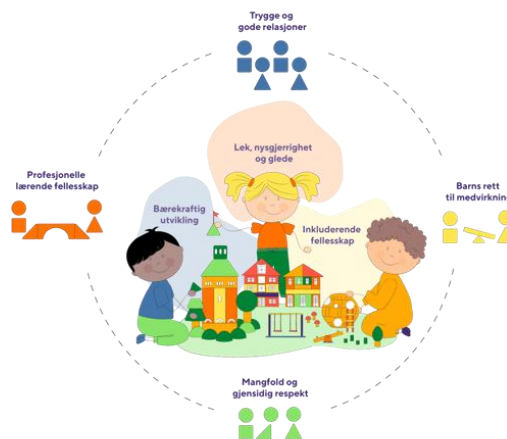 Trygge og
gode relasjoner
Lek, nysgjerrighet
og glede
Profesjonelle
lærende fellesskap
Barns rett
til medvirkning
Bærekraftig
utvikling
Inkluderende
fellesskap
Mangfold og
gjensidig respekt